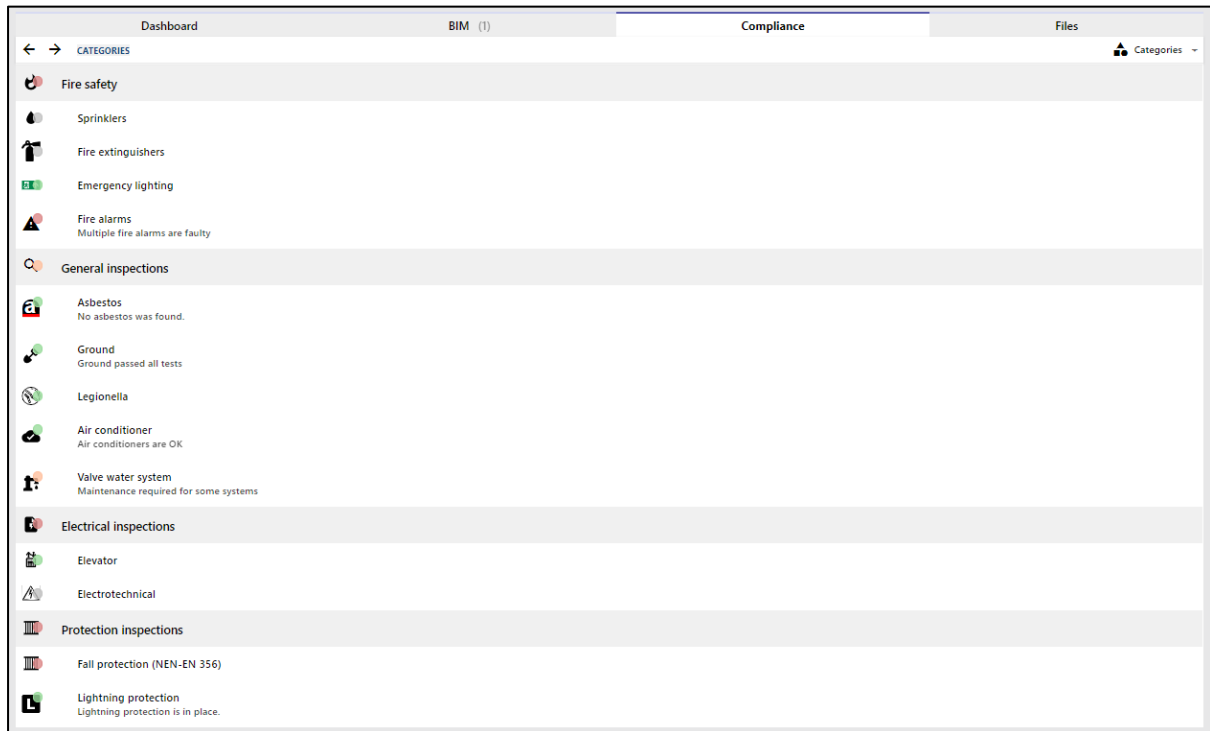 Dashboard BIM (1) Compliance Files
CATEGORIES Categories
Fire safety
Sprinklers
Fire extinguishers
Emergency lighting
Fire alarms
Multiple fire alarms are faulty
General inspections
a Asbestos
No asbestos was found.
Ground
Ground passed all tests
Legionella
Air conditioner
Air conditioners are OK
Valve water system
Maintenance required for some systems
Electrical inspections
Elevator
Electrotechnical
Protection inspections
Fall protection (NEN-EN 356)
L Lightning protection
Lightning protection is in place.